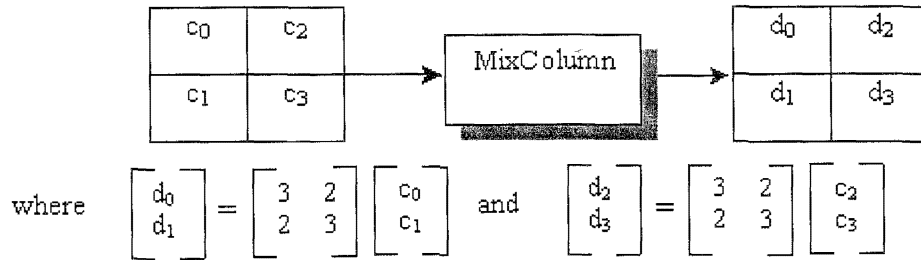 c₀ c₂ MixColumn d₀ d₂
c₁ c₃ d₁ d₃
where [d₀ d₁] = [3 2 2 3] [c₀ c₁] and [d₂ d₃] = [3 2 2 3] [c₂ c₃]